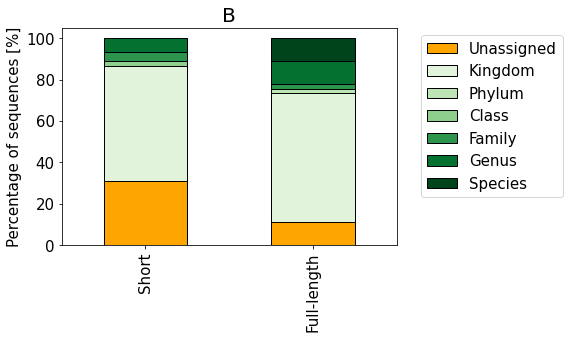 B
Percentage of sequences [%]
100
80
60
40
20
0
Short
Full-length
Unassigned
Kingdom
Phylum
Class
Family
Genus
Species